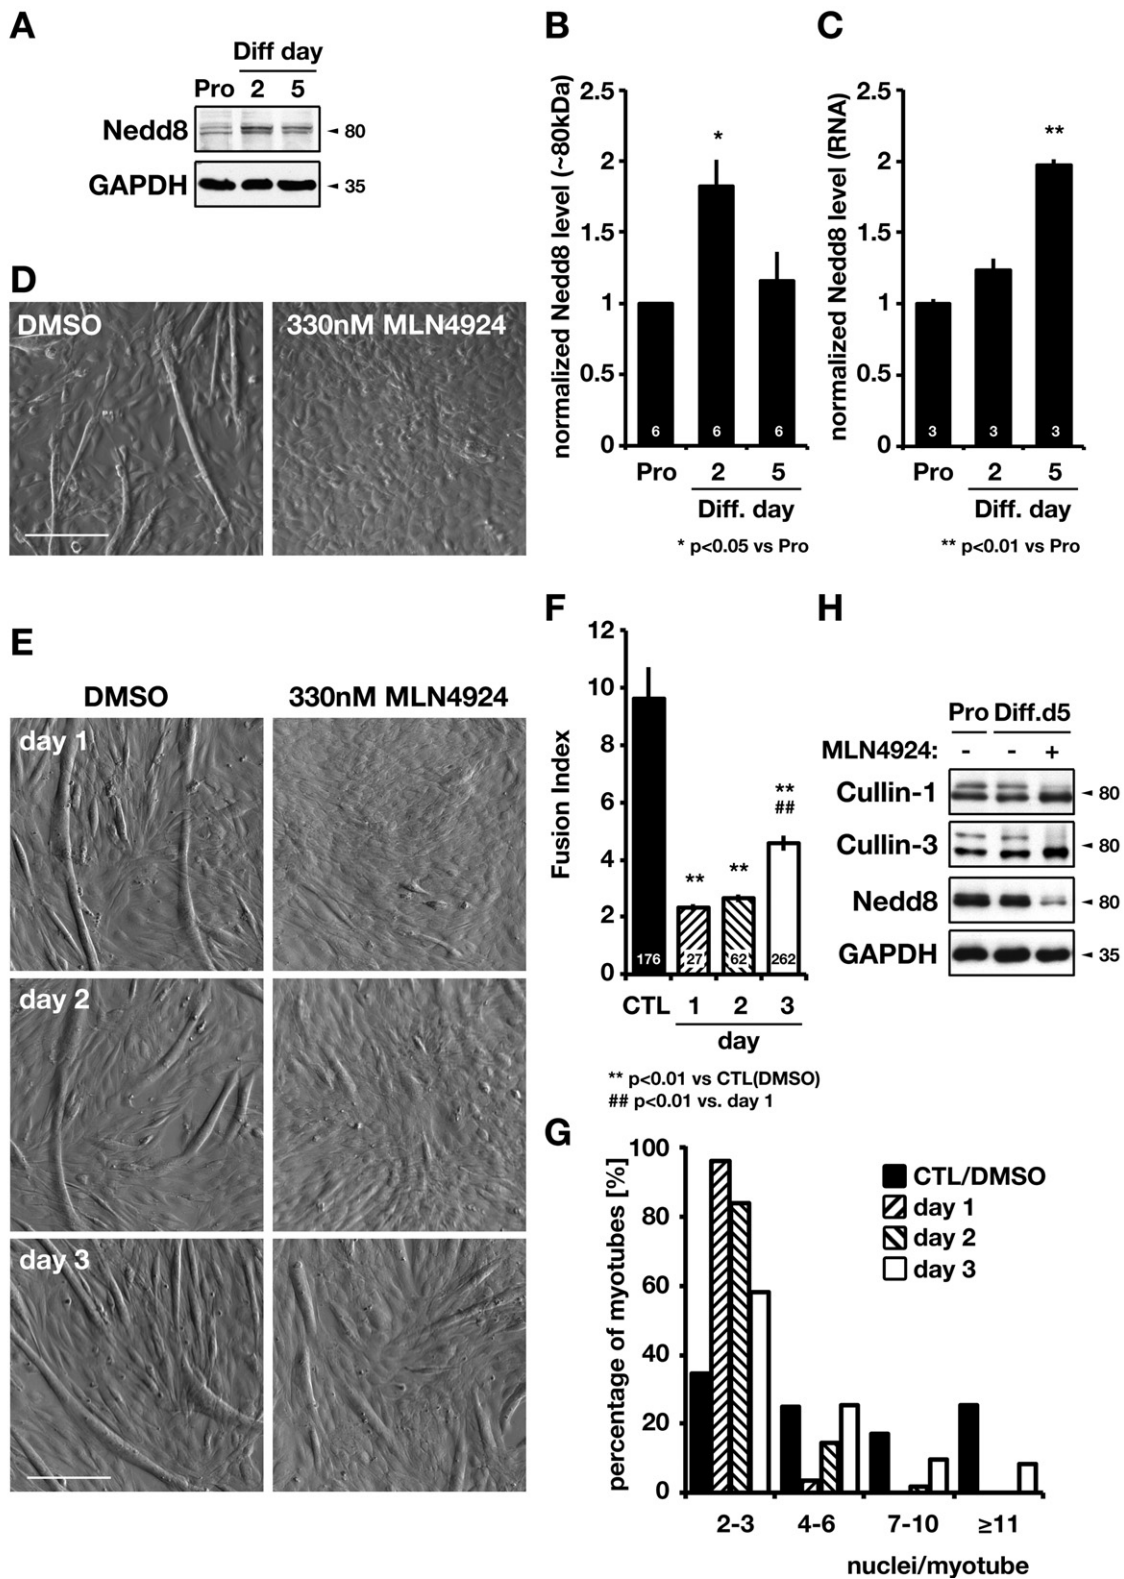 A
Diff day
Pro 2 5
Nedd8 80
GAPDH 35
B
normalized Nedd8 level (~80kDa)
2.5
2
1.5
1
0.5
0
*
6 6 6
Pro 2 5
Diff. day
* p<0.05 vs Pro
C
normalized Nedd8 level (RNA)
2.5
2
1.5
1
0.5
0
**
3 3 3
Pro 2 5
Diff. day
** p<0.01 vs Pro
D
DMSO
330nM MLN4924
E
DMSO 330nM MLN4924
day 1
day 2
day 3
F
Fusion Index
12
10
8
6
4
2
0
**
**
**
##
176 27 62 262
CTL 1 2 3
day
** p<0.01 vs CTL(DMSO)
## p<0.01 vs. day 1
G
percentage of myotubes [%]
100
80
60
40
20
0
CTL/DMSO
day 1
day 2
day 3
2-3 4-6 7-10 ≥11
nuclei/myotube
H
Pro Diff.d5
MLN4924: - - +
Cullin-1 80
Cullin-3 80
Nedd8 80
GAPDH 35